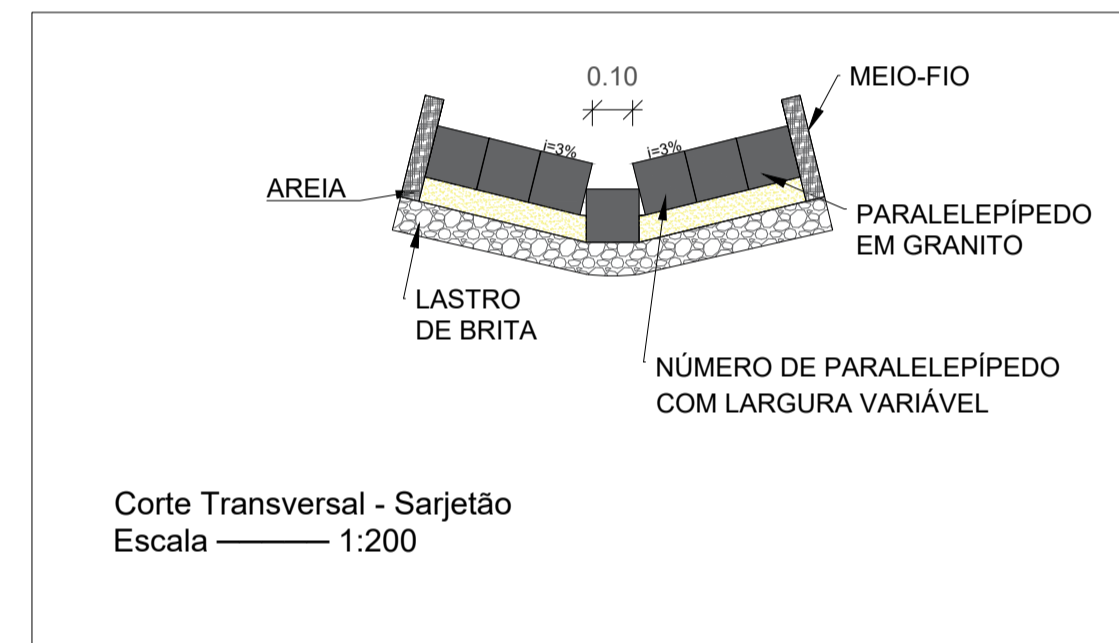 0.10
MEIO-FIO
i=3%
i=3%
AREIA
PARALELEPÍPEDO
EM GRANITO
LASTRO
DE BRITA
NÚMERO DE PARALELEPÍPEDO
COM LARGURA VARIÁVEL
Corte Transversal - Sarjetão
Escala ——— 1:200